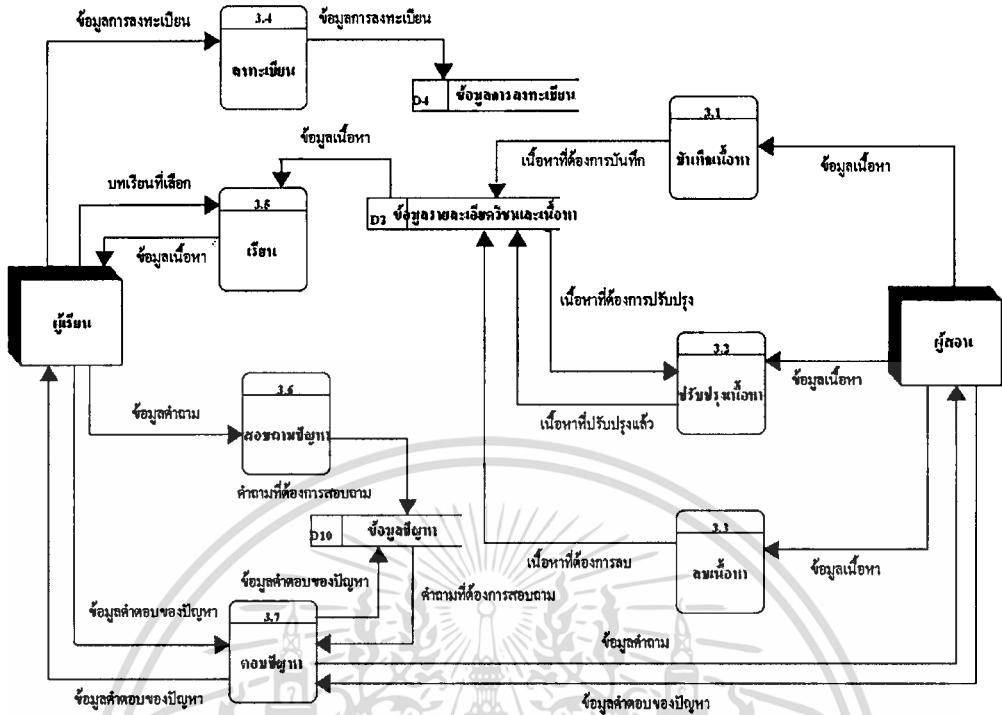 ข้อมูลการลงทะเบียน
3.4
ลงทะเบียน
ข้อมูลการลงทะเบียน
D4 ข้อมูลการลงทะเบียน
3.1
บันทึกเนื้อหา
เนื้อหาที่ต้องการบันทึก
ข้อมูลเนื้อหา
ข้อมูลเนื้อหา
บทเรียนที่เลือก
3.5
เรียน
ข้อมูลเนื้อหา
D3 ข้อมูลรายละเอียดวิชาและเนื้อหา
ผู้เรียน
เนื้อหาที่ต้องการปรับปรุง
3.2
ปรับปรุงเนื้อหา
ข้อมูลเนื้อหา
ผู้สอน
เนื้อหาที่ปรับปรุงแล้ว
ข้อมูลคำถาม
3.6
สอบถามปัญหา
คำถามที่ต้องการสอบถาม
D10 ข้อมูลปัญหา
3.3
ลบเนื้อหา
เนื้อหาที่ต้องการลบ
ข้อมูลเนื้อหา
ข้อมูลคำตอบของปัญหา
คำถามที่ต้องการสอบถาม
ข้อมูลคำตอบของปัญหา
3.7
ตอบปัญหา
ข้อมูลคำถาม
ข้อมูลคำตอบของปัญหา
ข้อมูลคำตอบของปัญหา